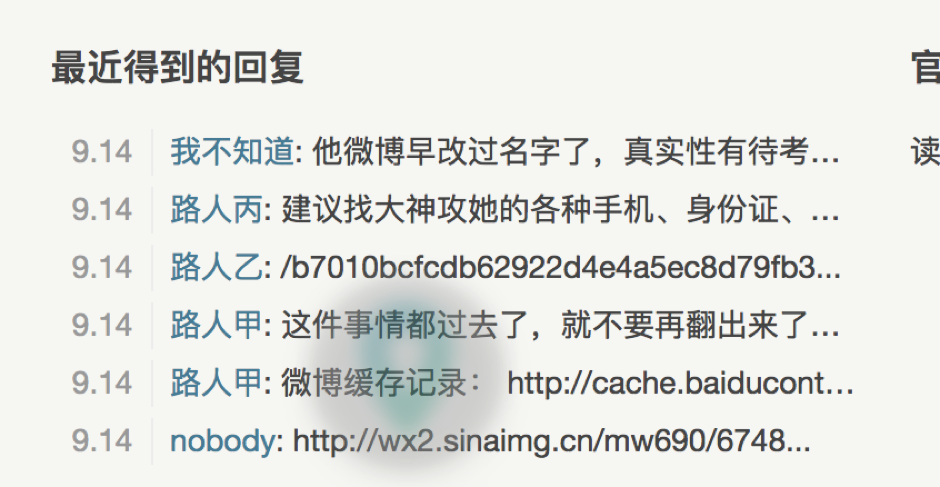 最近得到的回复
官
9.14 我不知道: 他微博早改过名字了，真实性有待考...
读
9.14 路人丙: 建议找大神攻她的各种手机、身份证、...
9.14 路人乙: /b7010bcfcdb62922d4e4a5ec8d79fb3...
9.14 路人甲: 这件事情都过去了，就不要再翻出来了...
9.14 路人甲: 微博缓存记录： http://cache.baiducont...
9.14 nobody: http://wx2.sinaimg.cn/mw690/6748...